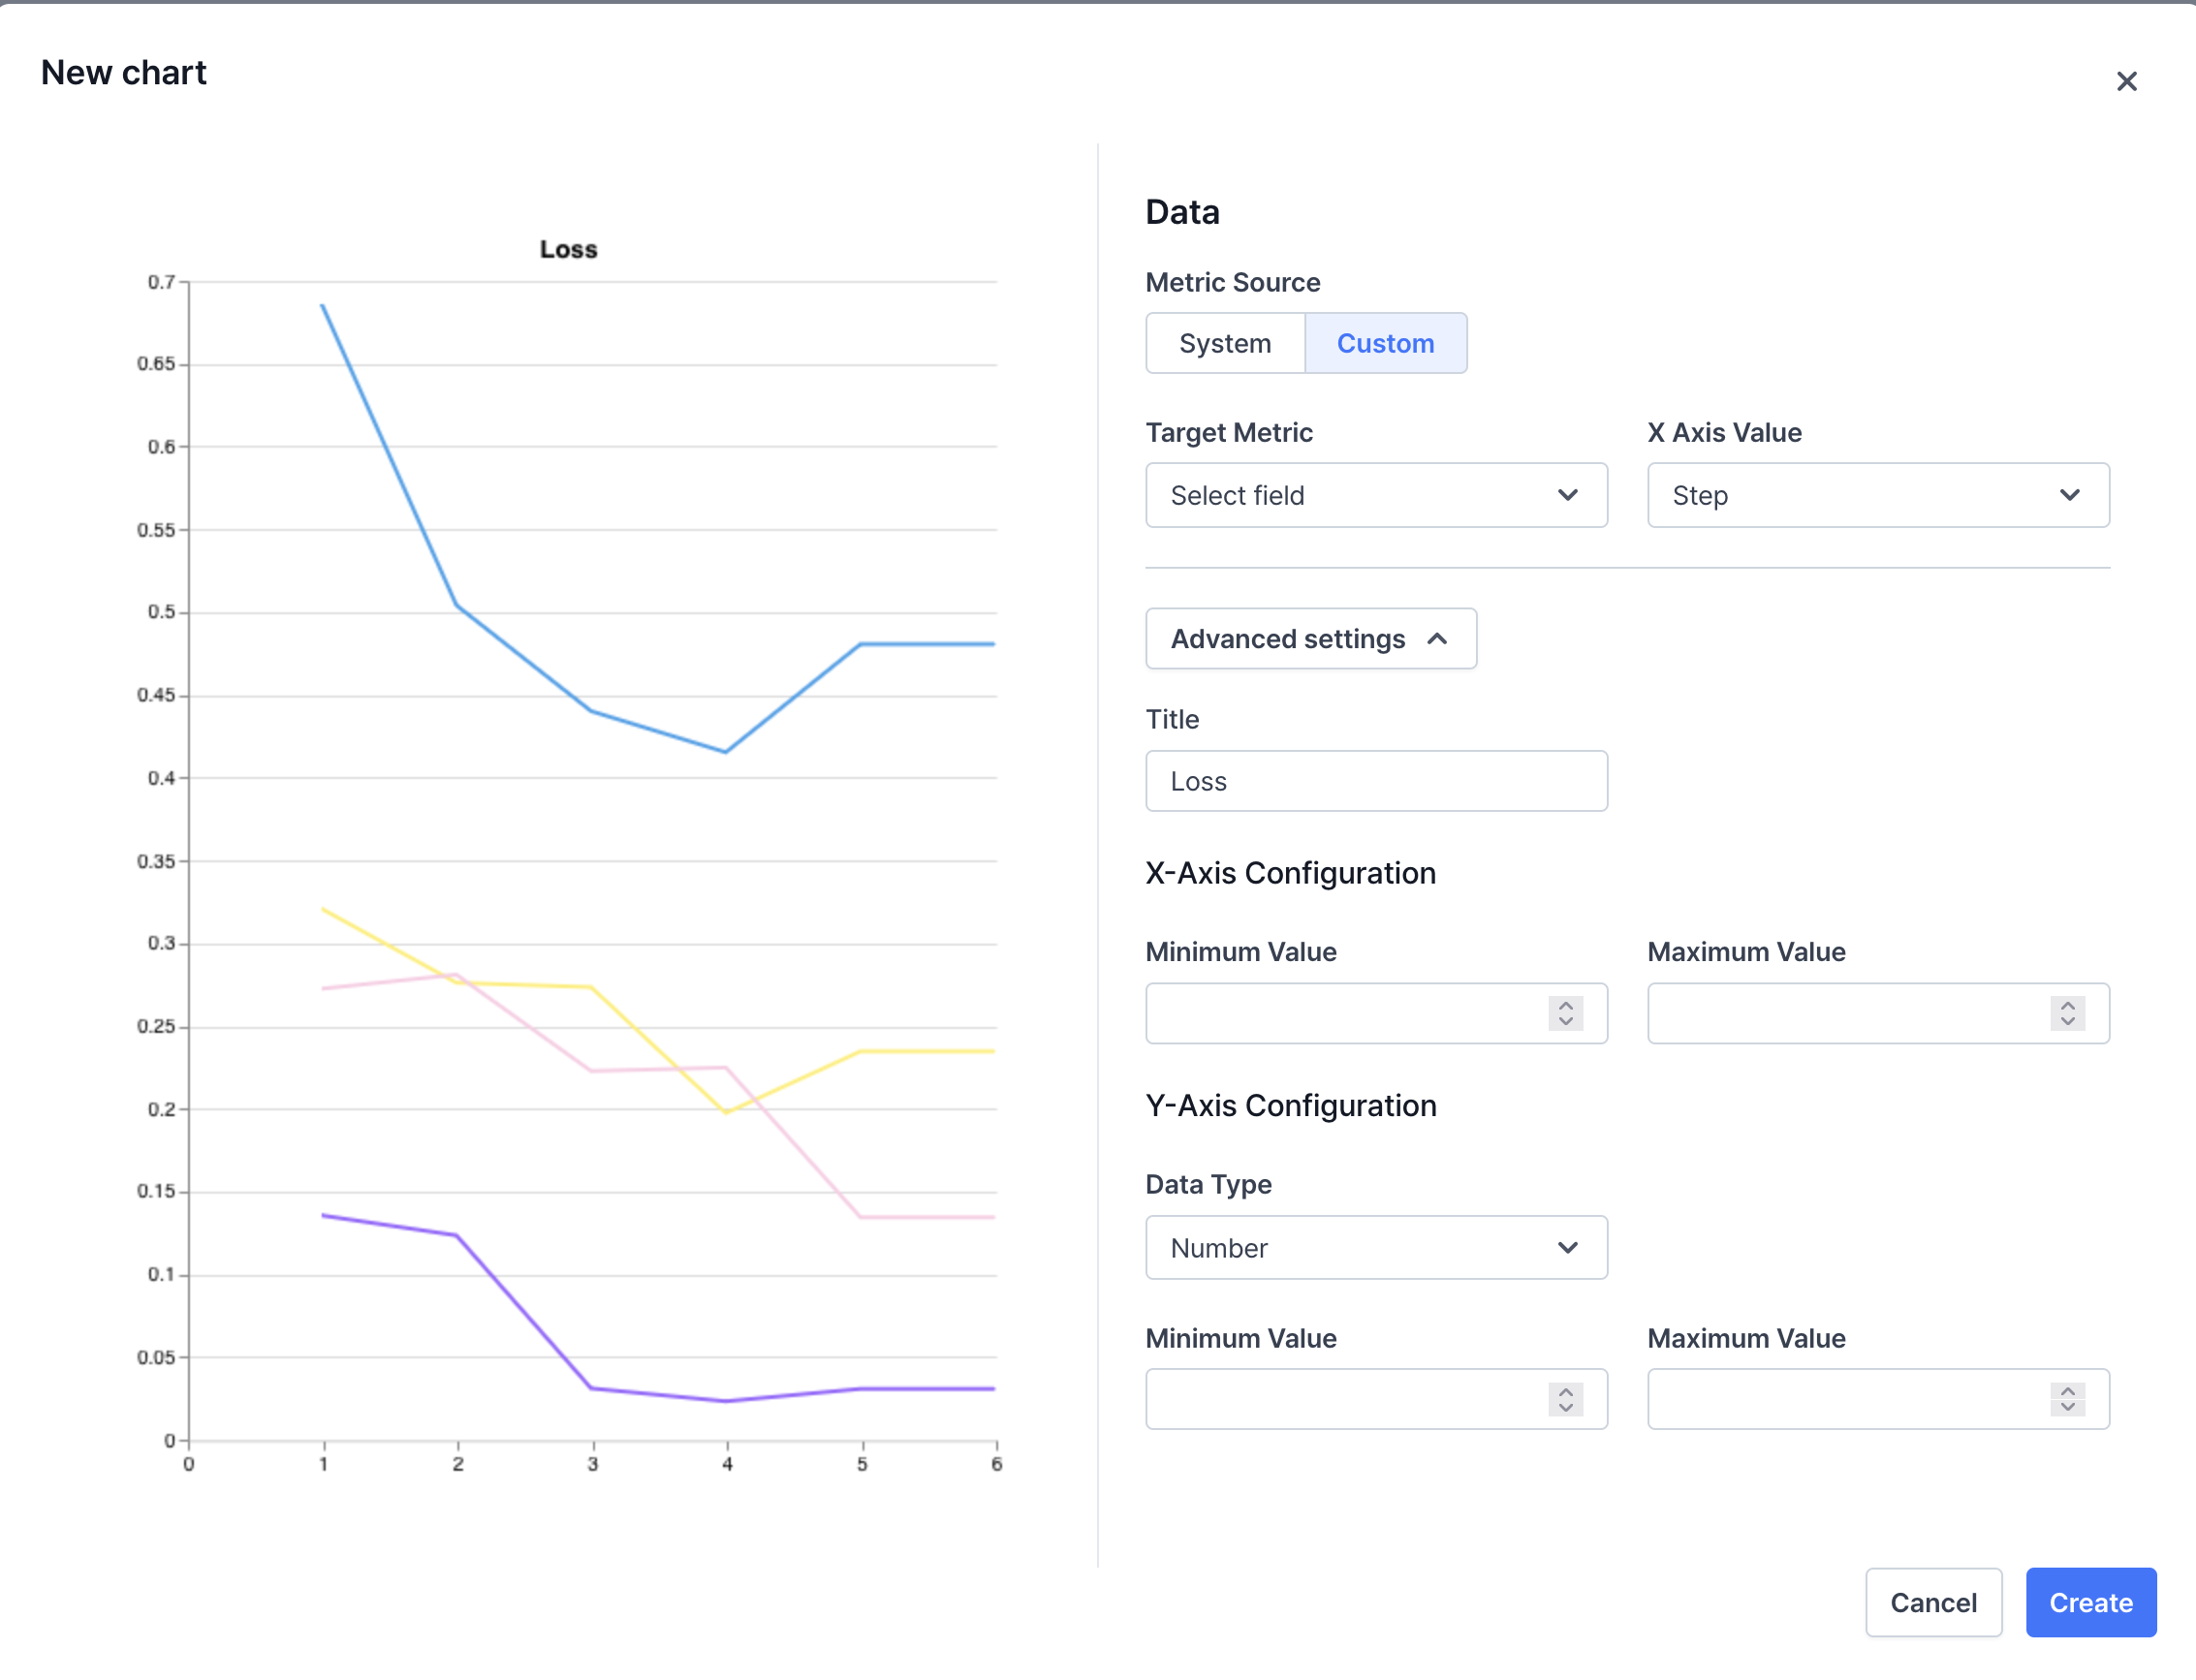 New chart
Loss
0.7
0.65
0.6
0.55
0.5
0.45
0.4
0.35
0.3
0.25
0.2
0.15
0.1
0.05
0
0 1 2 3 4 5 6
Data
Metric Source
System Custom
Target Metric X Axis Value
Select field Step
Advanced settings
Title
Loss
X-Axis Configuration
Minimum Value Maximum Value
Y-Axis Configuration
Data Type
Number
Minimum Value Maximum Value
Cancel Create